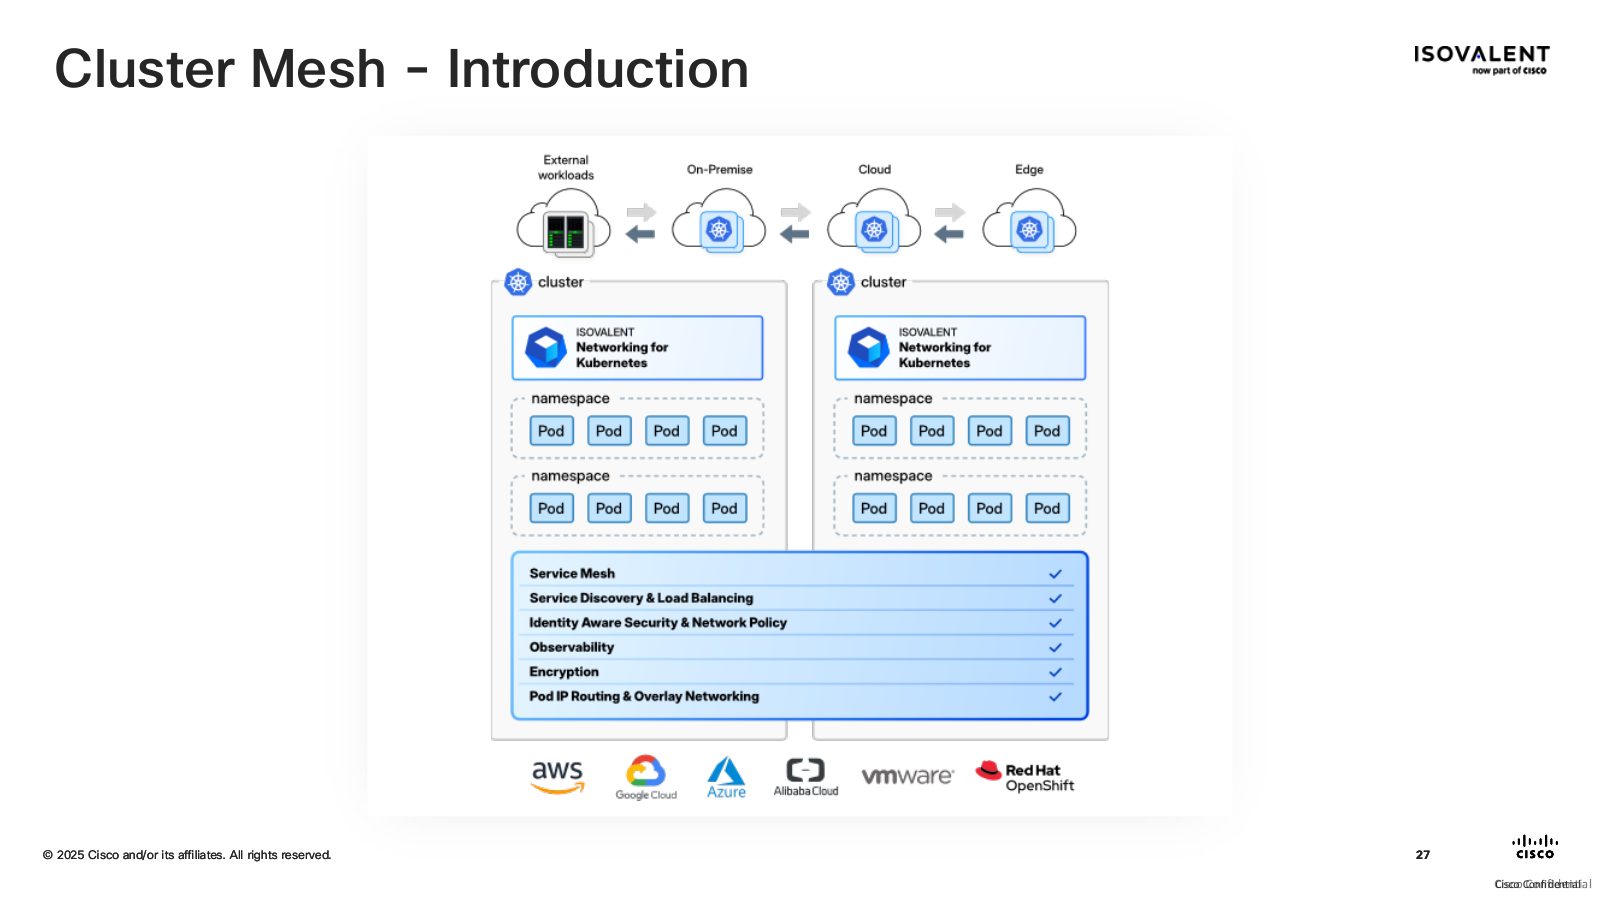 Cluster Mesh - Introduction
ISOVALENT
now part of CISCO
External
workloads
On-Premise
Cloud
Edge
cluster
cluster
ISOVALENT
Networking for
Kubernetes
ISOVALENT
Networking for
Kubernetes
namespace
namespace
Pod Pod Pod Pod
Pod Pod Pod Pod
namespace
namespace
Pod Pod Pod Pod
Pod Pod Pod Pod
Service Mesh
Service Discovery & Load Balancing
Identity Aware Security & Network Policy
Observability
Encryption
Pod IP Routing & Overlay Networking
aws
Google Cloud
Azure
Alibaba Cloud
vmware®
Red Hat
OpenShift
© 2025 Cisco and/or its affiliates. All rights reserved.
27
CISCO
Cisco Confidential